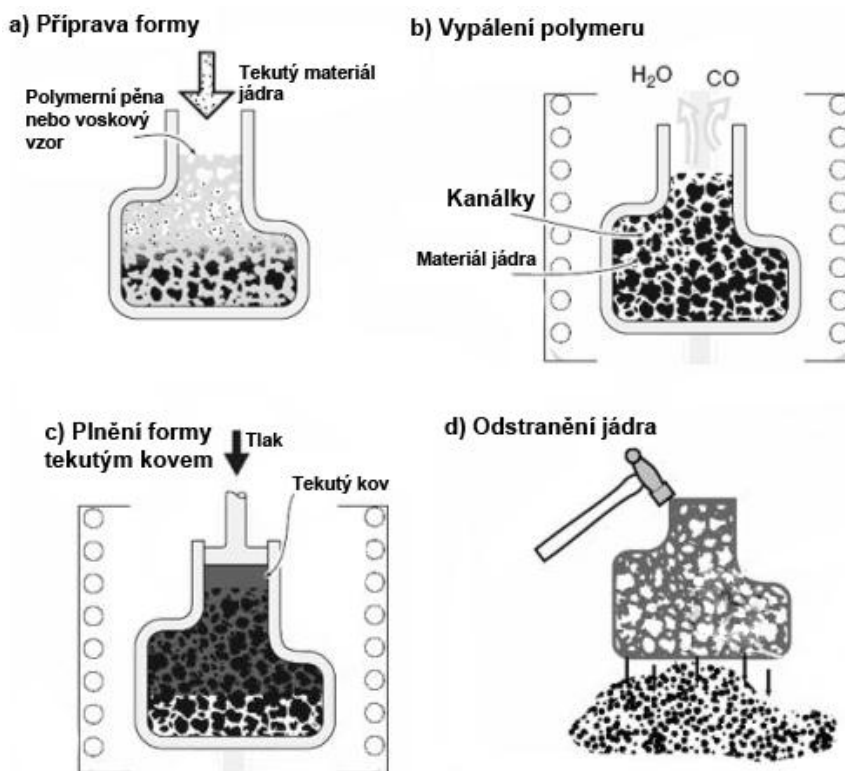 a) Příprava formy
Tekutý materiál
jádra
Polymerní pěna
nebo voskový
vzor
b) Vypálení polymeru
H₂O CO
Kanálky
Materiál jádra
c) Plnění formy
tekutým kovem
Tlak
Tekutý kov
d) Odstranění jádra